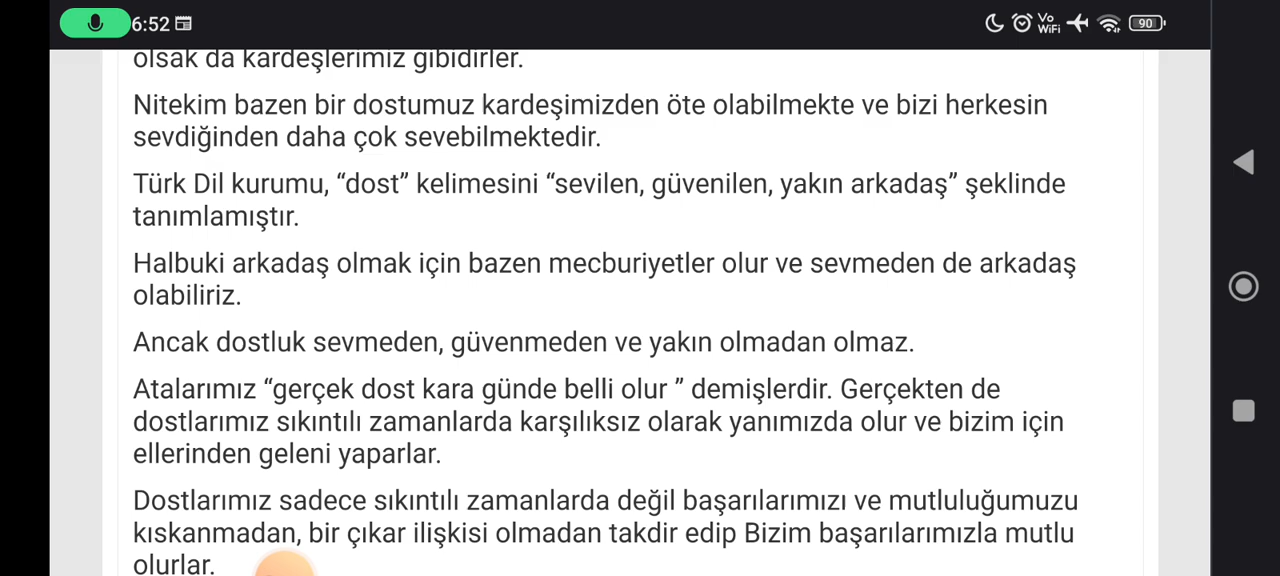 6:52
Vo
WiFi
90
olsak da kardeşlerimiz gibidirler.
Nitekim bazen bir dostumuz kardeşimizden öte olabilmekte ve bizi herkesin
sevdiğinden daha çok sevebilmektedir.
Türk Dil kurumu, “dost” kelimesini “sevilen, güvenilen, yakın arkadaş” şeklinde
tanımlamıştır.
Halbuki arkadaş olmak için bazen mecburiyetler olur ve sevmeden de arkadaş
olabiliriz.
Ancak dostluk sevmeden, güvenmeden ve yakın olmadan olmaz.
Atalarımız “gerçek dost kara günde belli olur ” demişlerdir. Gerçekten de
dostlarımız sıkıntılı zamanlarda karşılıksız olarak yanımızda olur ve bizim için
ellerinden geleni yaparlar.
Dostlarımız sadece sıkıntılı zamanlarda değil başarılarımızı ve mutluluğumuzu
kıskanmadan, bir çıkar ilişkisi olmadan takdir edip Bizim başarılarımızla mutlu
olurlar.